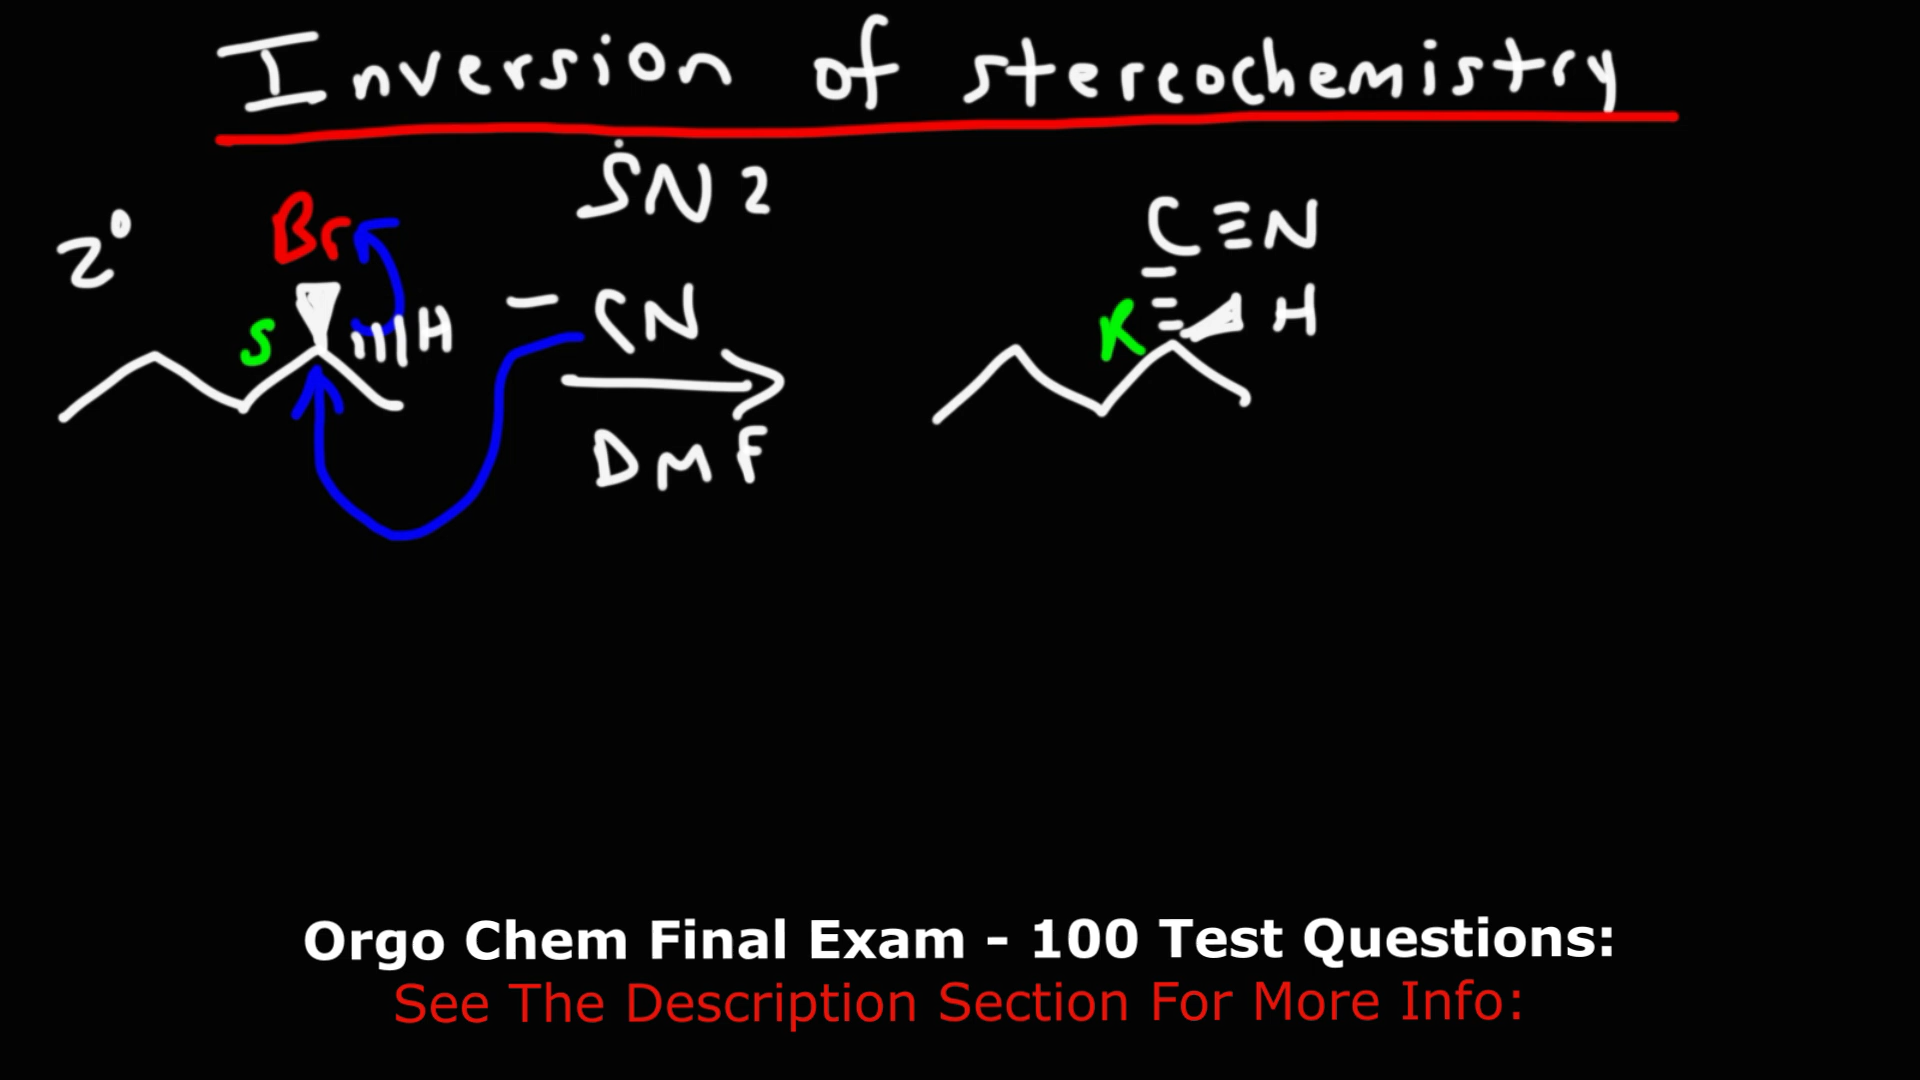 Inversion of stereochemistry
SN2
2° Br C≡N
S H – CN R H
DMF
Orgo Chem Final Exam - 100 Test Questions:
See The Description Section For More Info: